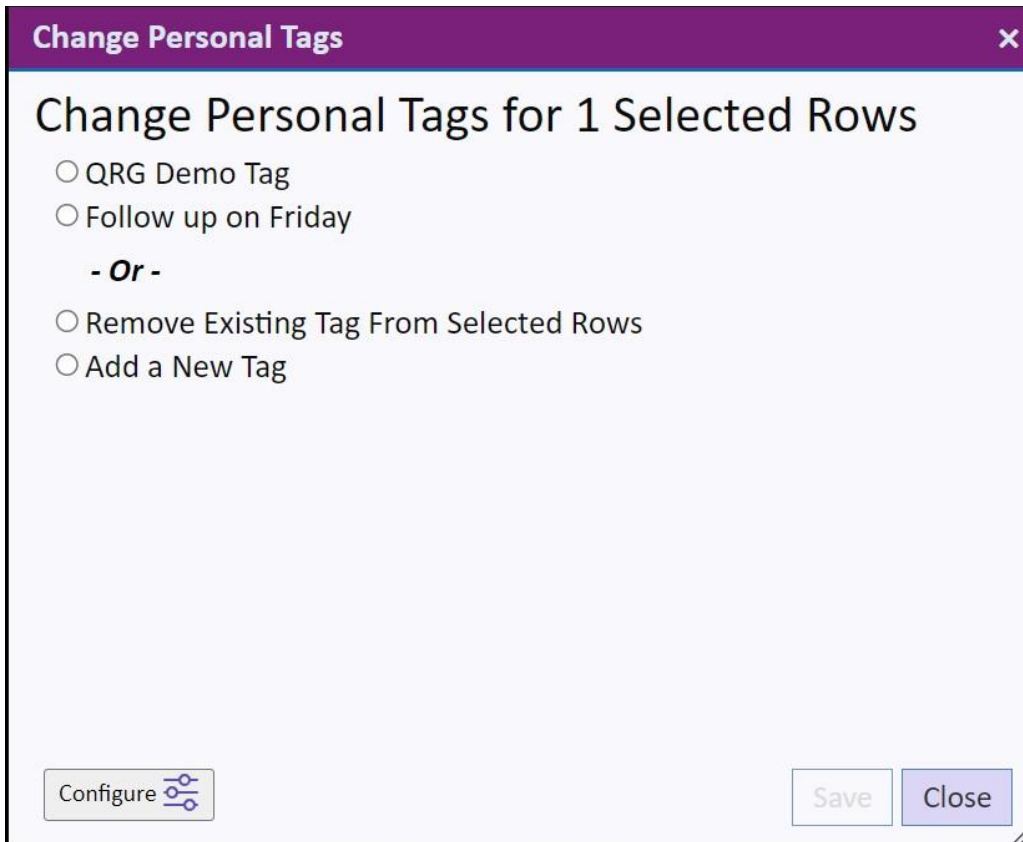 Change Personal Tags ×
Change Personal Tags for 1 Selected Rows
QRG Demo Tag
Follow up on Friday
- Or -
Remove Existing Tag From Selected Rows
Add a New Tag
Configure
Save
Close